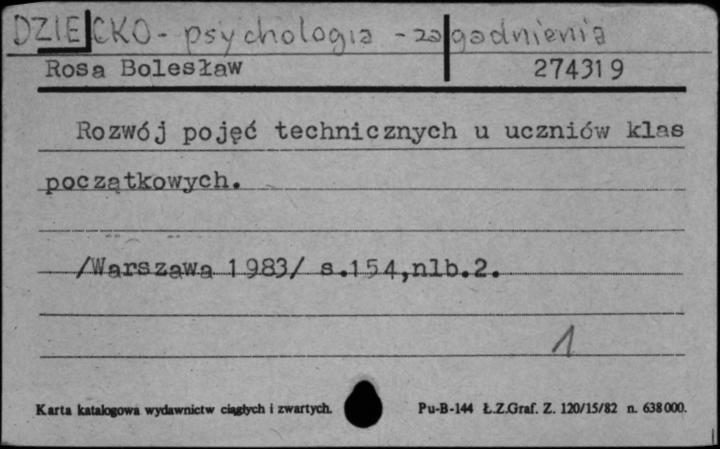 DZIECKO - psychologia - zagadnienia
Rosa Bolesław 274319
Rozwój pojęć technicznych u uczniów klas
początkowych.
/Warszawa 1983/ s.154,nlb.2.
1
Karta katalogowa wydawnictw ciągłych i zwartych. Pu-B-144 Ł.Z.Graf. Z. 120/15/82 n. 638000.